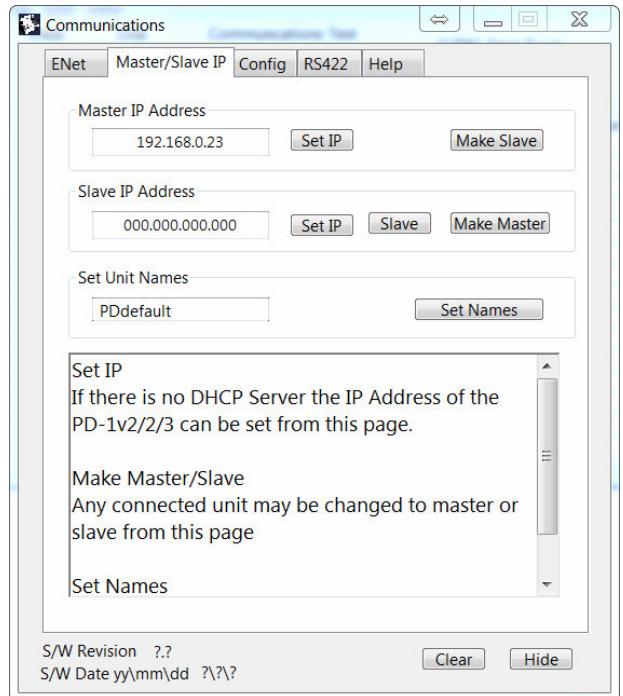 Communications
ENet Master/Slave IP Config RS422 Help
Master IP Address
192.168.0.23 Set IP Make Slave
Slave IP Address
000.000.000.000 Set IP Slave Make Master
Set Unit Names
PDdefault Set Names
Set IP
If there is no DHCP Server the IP Address of the
PD-1v2/2/3 can be set from this page.
Make Master/Slave
Any connected unit may be changed to master or
slave from this page
Set Names
S/W Revision ?.?
S/W Date yy\mm\dd ?\?\?
Clear Hide